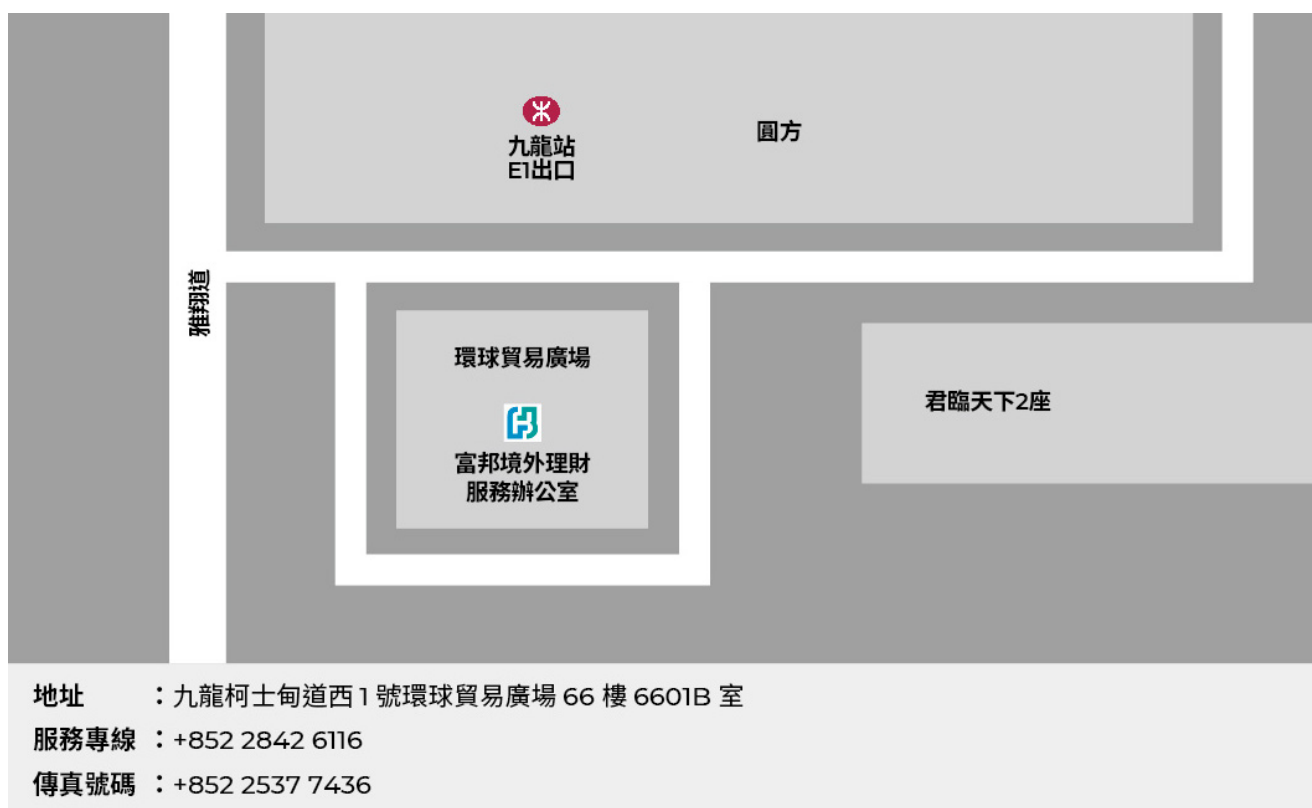 九龍站
E1出口
圓方
雅翔道
環球貿易廣場
富邦境外理財
服務辦公室
君臨天下2座
地址 ：九龍柯士甸道西 1 號環球貿易廣場 66 樓 6601B 室
服務專線 ：+852 2842 6116
傳真號碼 ：+852 2537 7436